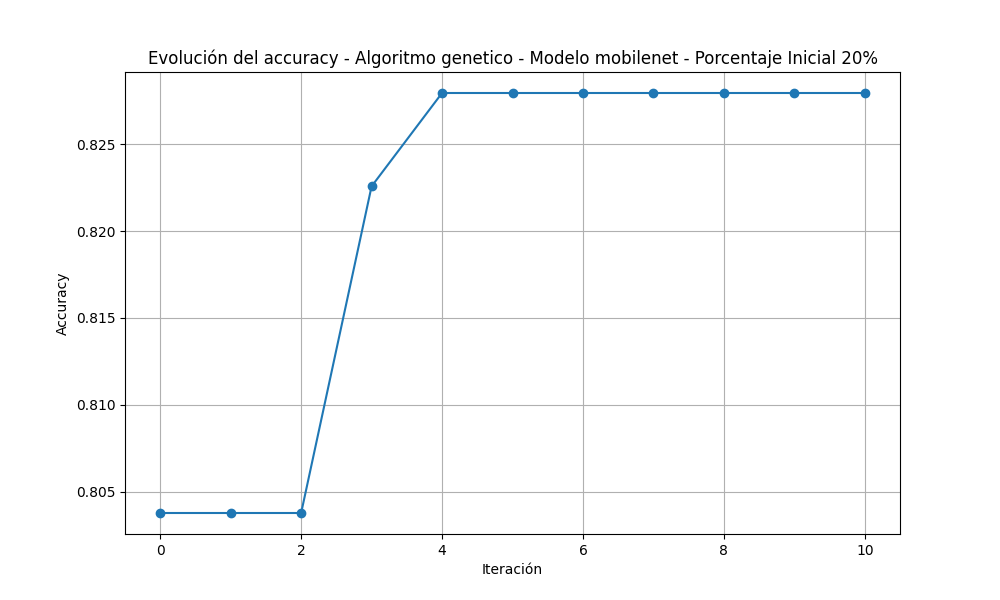 Evolución del accuracy - Algoritmo genetico - Modelo mobilenet - Porcentaje Inicial 20%
0.825
0.820
0.815
0.810
0.805
Accuracy
0 2 4 6 8 10
Iteración